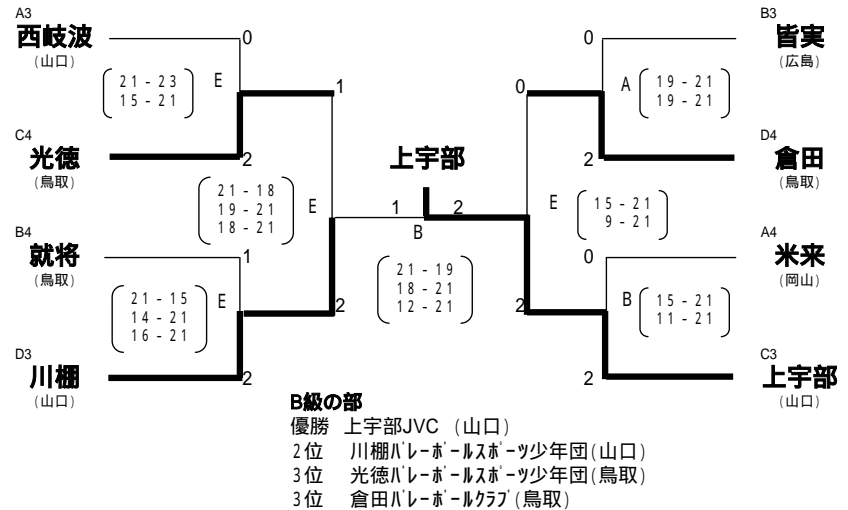 A3
西岐波
(山口)
0
21 - 23
15 - 21
E
1
C4
光徳
(鳥取)
2
21 - 18
19 - 21
18 - 21
E
B4
就将
(鳥取)
1
21 - 15
14 - 21
16 - 21
E
2
D3
川棚
(山口)
2
上宇部
1 2
B
21 - 19
18 - 21
12 - 21
B3
皆実
(広島)
0
A
19 - 21
19 - 21
0
D4
倉田
(鳥取)
2
E
15 - 21
9 - 21
A4
米来
(岡山)
0
B
15 - 21
11 - 21
2
C3
上宇部
(山口)
2
B級の部
優勝 上宇部JVC (山口)
2位 川棚ﾊﾞﾚｰﾎﾞｰﾙｽﾎﾟｰﾂ少年団(山口)
3位 光徳ﾊﾞﾚｰﾎﾞｰﾙｽﾎﾟｰﾂ少年団(鳥取)
3位 倉田ﾊﾞﾚｰﾎﾞｰﾙｸﾗﾌﾞ(鳥取)